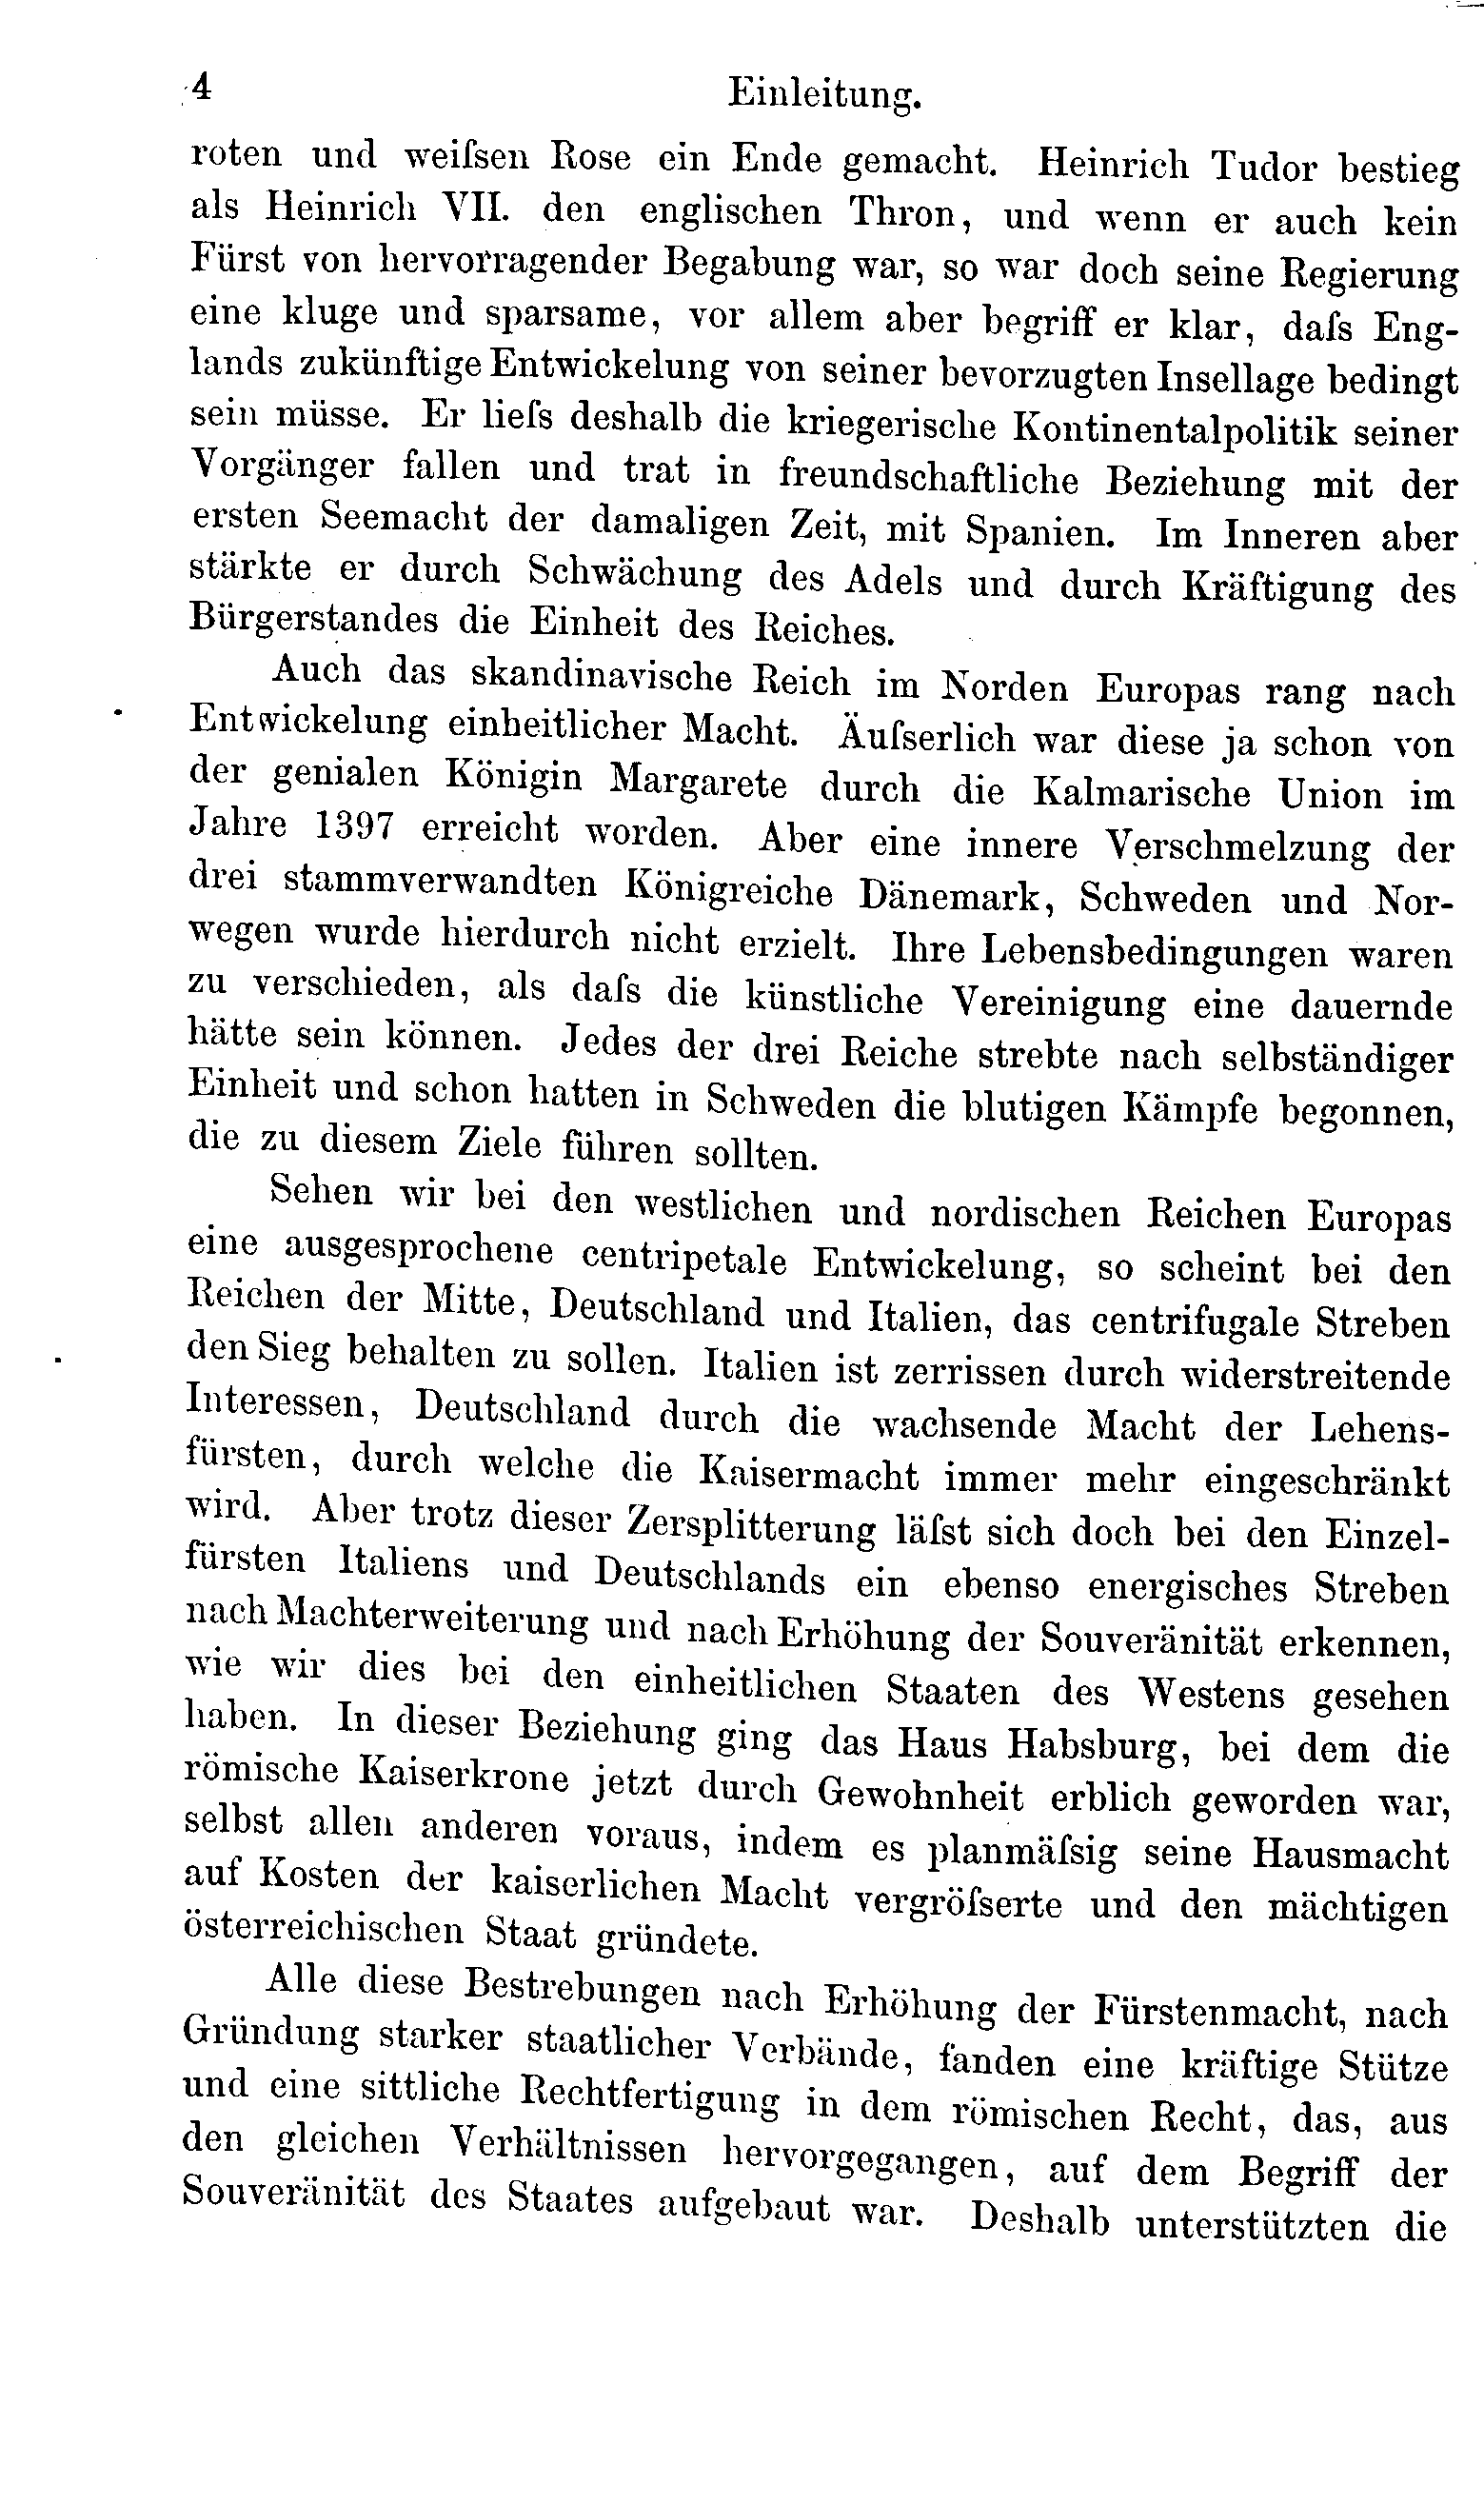 4 Einleitung.
roten und weiſsen Rose ein Ende gemacht. Heinrich Tudor bestieg
als Heinrich VII. den englischen Thron, und wenn er auch kein
Fürst von hervorragender Begabung war, so war doch seine Regierung
eine kluge und sparsame, vor allem aber begriff er klar, daſs Eng-
lands zukünftige Entwickelung von seiner bevorzugten Insellage bedingt
sein müsse. Er lieſs deshalb die kriegerische Kontinentalpolitik seiner
Vorgänger fallen und trat in freundschaftliche Beziehung mit der
ersten Seemacht der damaligen Zeit, mit Spanien. Im Inneren aber
stärkte er durch Schwächung des Adels und durch Kräftigung des
Bürgerstandes die Einheit des Reiches.
Auch das skandinavische Reich im Norden Europas rang nach
Entwickelung einheitlicher Macht. Äuſserlich war diese ja schon von
der genialen Königin Margarete durch die Kalmarische Union im
Jahre 1397 erreicht worden. Aber eine innere Verschmelzung der
drei stammverwandten Königreiche Dänemark, Schweden und Nor-
wegen wurde hierdurch nicht erzielt. Ihre Lebensbedingungen waren
zu verschieden, als daſs die künstliche Vereinigung eine dauernde
hätte sein können. Jedes der drei Reiche strebte nach selbständiger
Einheit und schon hatten in Schweden die blutigen Kämpfe begonnen,
die zu diesem Ziele führen sollten.
Sehen wir bei den westlichen und nordischen Reichen Europas
eine ausgesprochene centripetale Entwickelung, so scheint bei den
Reichen der Mitte, Deutschland und Italien, das centrifugale Streben
den Sieg behalten zu sollen. Italien ist zerrissen durch widerstreitende
Interessen, Deutschland durch die wachsende Macht der Lehens-
fürsten, durch welche die Kaisermacht immer mehr eingeschränkt
wird. Aber trotz dieser Zersplitterung läſst sich doch bei den Einzel-
fürsten Italiens und Deutschlands ein ebenso energisches Streben
nach Machterweiterung und nach Erhöhung der Souveränität erkennen,
wie wir dies bei den einheitlichen Staaten des Westens gesehen
haben. In dieser Beziehung ging das Haus Habsburg, bei dem die
römische Kaiserkrone jetzt durch Gewohnheit erblich geworden war,
selbst allen anderen voraus, indem es planmäſsig seine Hausmacht
auf Kosten der kaiserlichen Macht vergröſserte und den mächtigen
österreichischen Staat gründete.
Alle diese Bestrebungen nach Erhöhung der Fürstenmacht, nach
Gründung starker staatlicher Verbände, fanden eine kräftige Stütze
und eine sittliche Rechtfertigung in dem römischen Recht, das, aus
den gleichen Verhältnissen hervorgegangen, auf dem Begriff der
Souveränität des Staates aufgebaut war. Deshalb unterstützten die